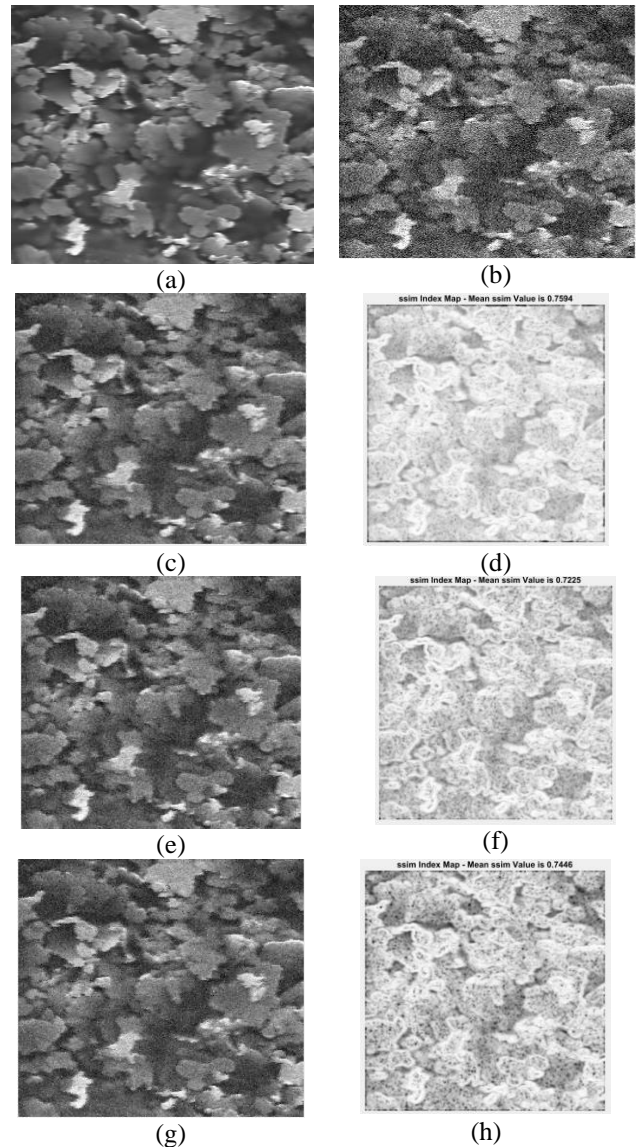 (a)
(b)
ssim Index Map - Mean ssim Value is 0.7594
(c)
(d)
ssim Index Map - Mean ssim Value is 0.7225
(e)
(f)
ssim Index Map - Mean ssim Value is 0.7446
(g)
(h)